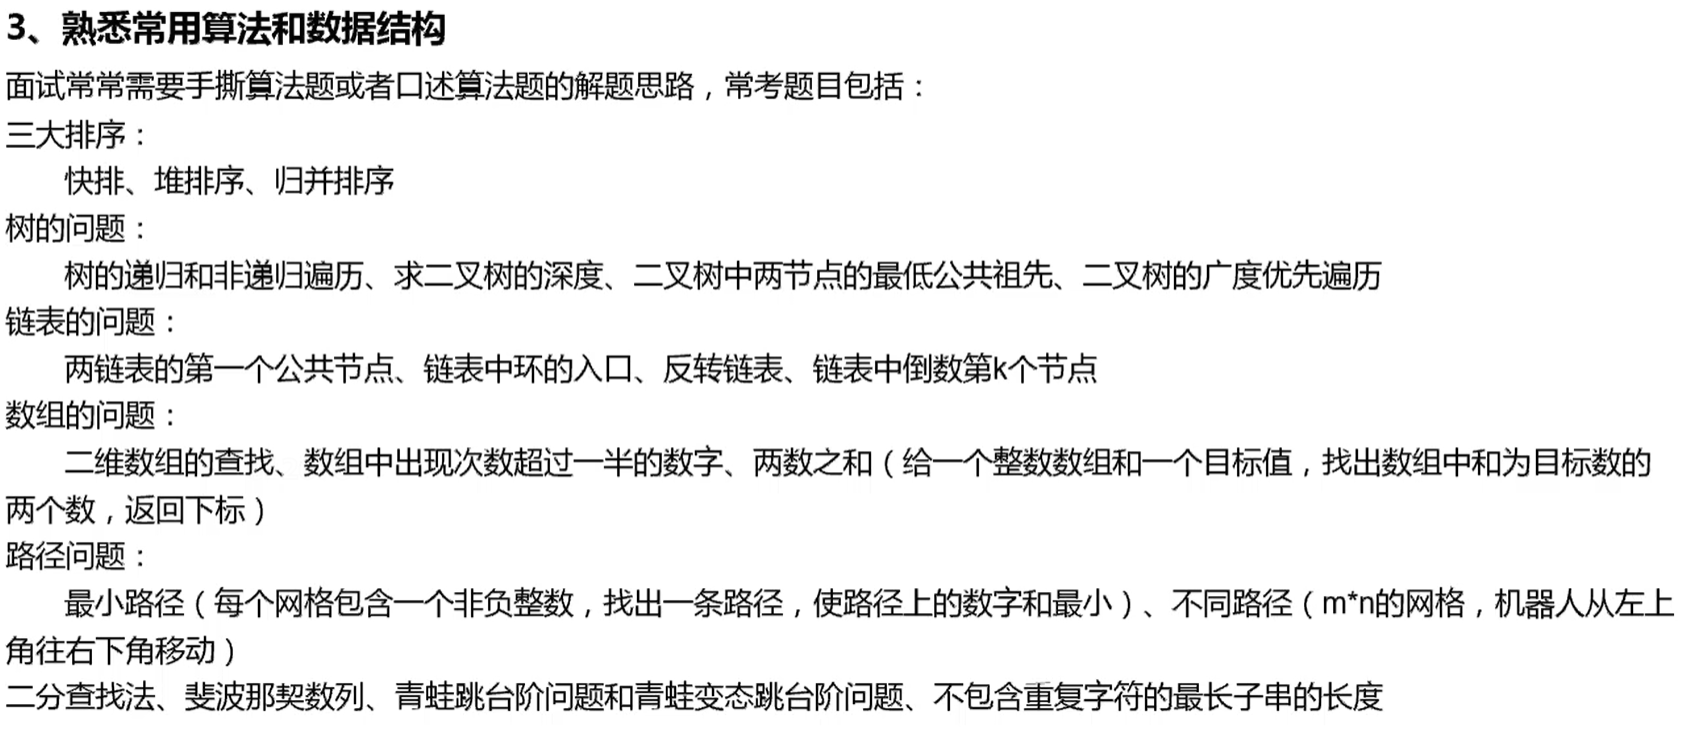 3、熟悉常用算法和数据结构
面试常常需要手撕算法题或者口述算法题的解题思路，常考题目包括：
三大排序：
快排、堆排序、归并排序
树的问题：
树的递归和非递归遍历、求二叉树的深度、二叉树中两节点的最低公共祖先、二叉树的广度优先遍历
链表的问题：
两链表的第一个公共节点、链表中环的入口、反转链表、链表中倒数第k个节点
数组的问题：
二维数组的查找、数组中出现次数超过一半的数字、两数之和（给一个整数数组和一个目标值，找出数组中和为目标数的
两个数，返回下标）
路径问题：
最小路径（每个网格包含一个非负整数，找出一条路径，使路径上的数字和最小）、不同路径（m*n的网格，机器人从左上
角往右下角移动）
二分查找法、斐波那契数列、青蛙跳台阶问题和青蛙变态跳台阶问题、不包含重复字符的最长子串的长度